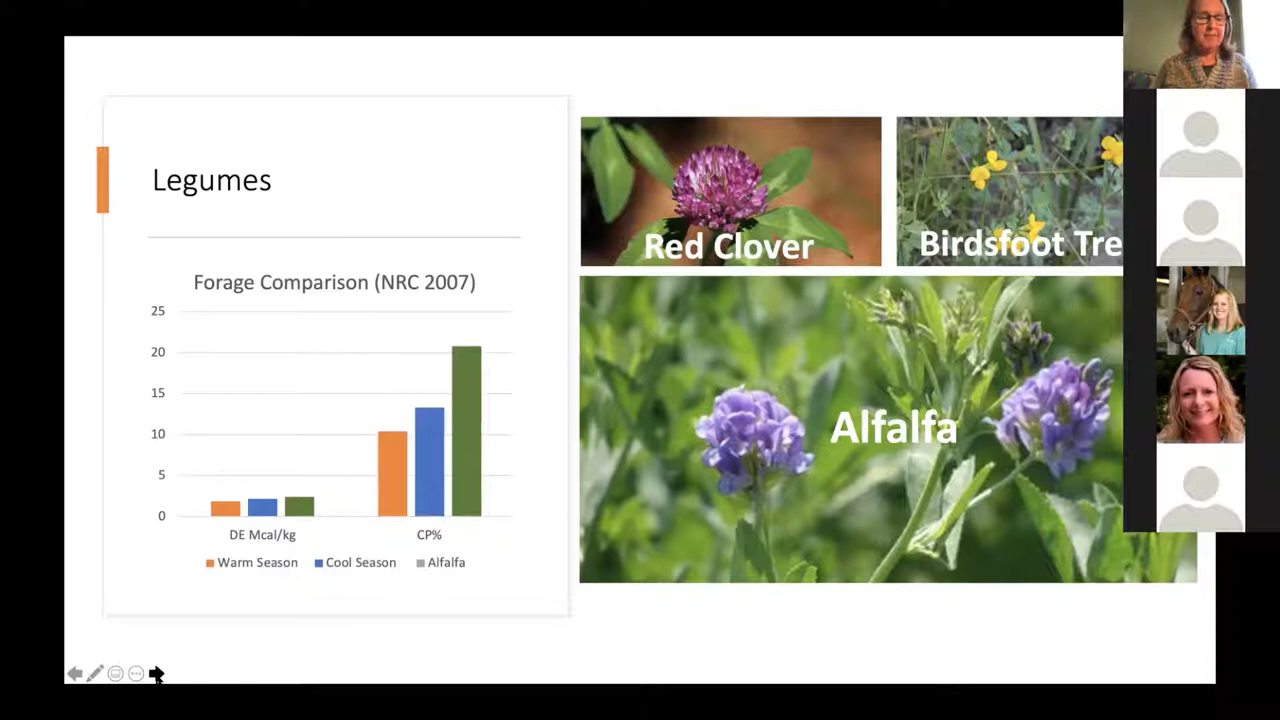 Legumes
Forage Comparison (NRC 2007)
25
20
15
10
5
0
DE Mcal/kg
CP%
Warm Season
Cool Season
Alfalfa
Red Clover
Birdsfoot Tre
Alfalfa